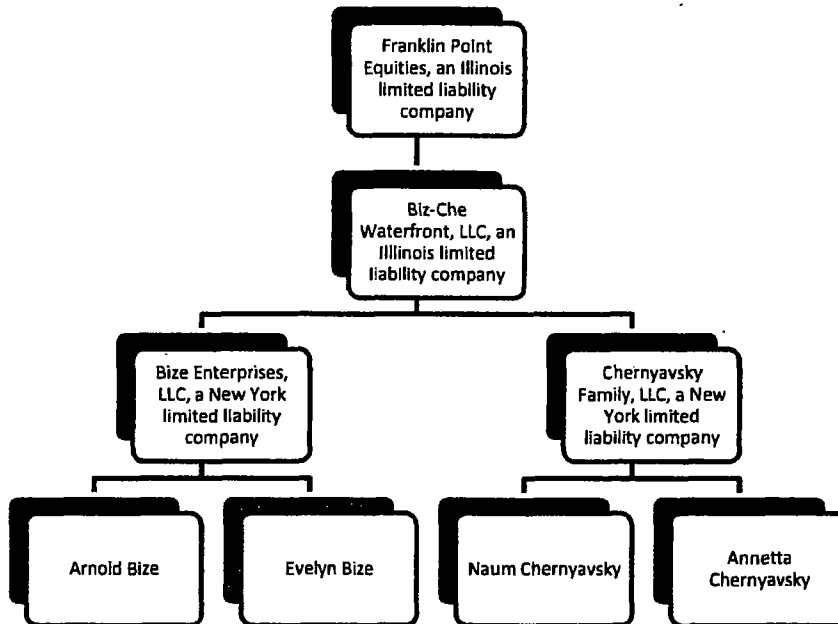 Franklin Point
Equities, an Illinois
limited liability
company
Biz-Che
Waterfront, LLC, an
Illlinois limited
liability company
Bize Enterprises,
LLC, a New York
limited liability
company
Chernyavsky
Family, LLC, a New
York limited
liability company
Arnold Bize
Evelyn Bize
Naum Chernyavsky
Annetta
Chernyavsky